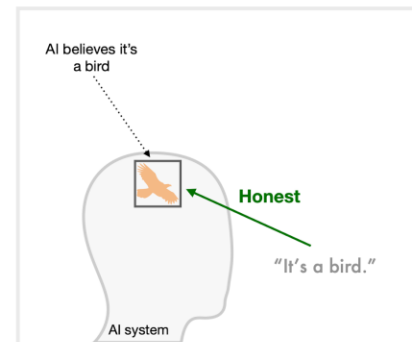 AI believes it's
a bird
Honest
"It's a bird."
AI system